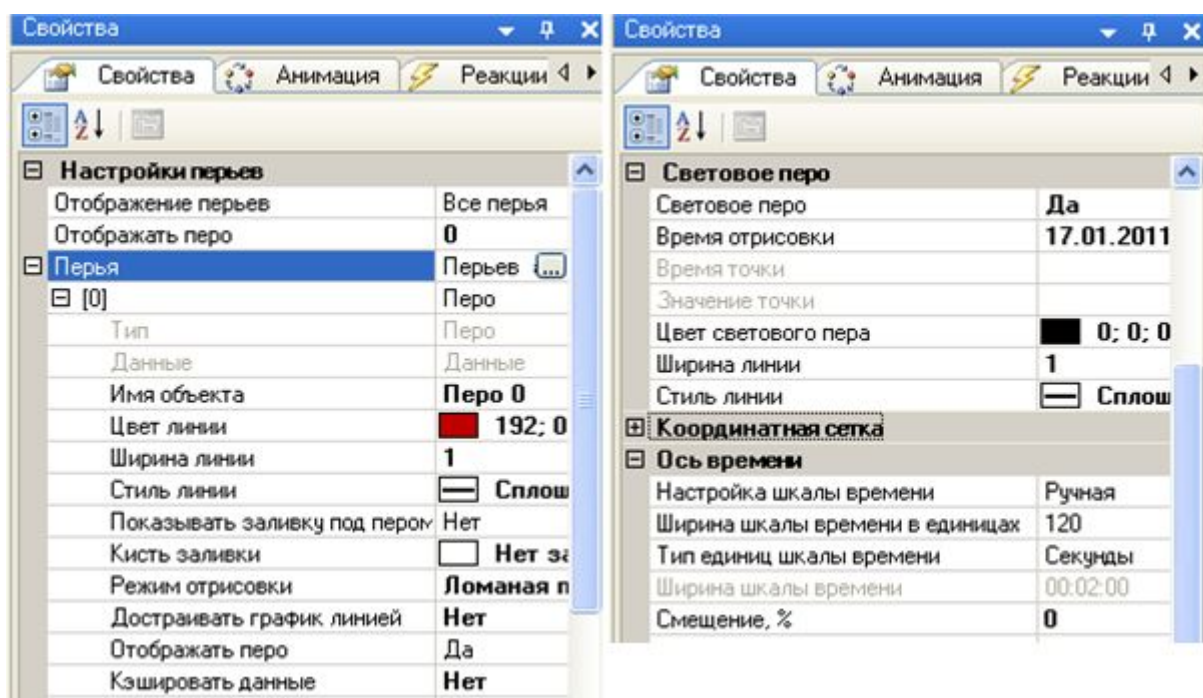 Свойства
Свойства Анимация Реакции
Настройки перьев
Отображение перьев Все перья
Отображать перо 0
Перья Перьев ...
[0] Перо
Тип Перо
Данные Данные
Имя объекта Перо 0
Цвет линии 192; 0
Ширина линии 1
Стиль линии Сплош
Показывать заливку под пером Нет
Кисть заливки Нет за
Режим отрисовки Ломаная п
Достраивать график линией Нет
Отображать перо Да
Кэшировать данные Нет
Свойства
Свойства Анимация Реакции
Световое перо
Световое перо Да
Время отрисовки 17.01.2011
Время точки
Значение точки
Цвет светового пера 0; 0; 0
Ширина линии 1
Стиль линии Сплош
Координатная сетка
Ось времени
Настройка шкалы времени Ручная
Ширина шкалы времени в единицах 120
Тип единиц шкалы времени Секунды
Ширина шкалы времени 00:02:00
Смещение, % 0